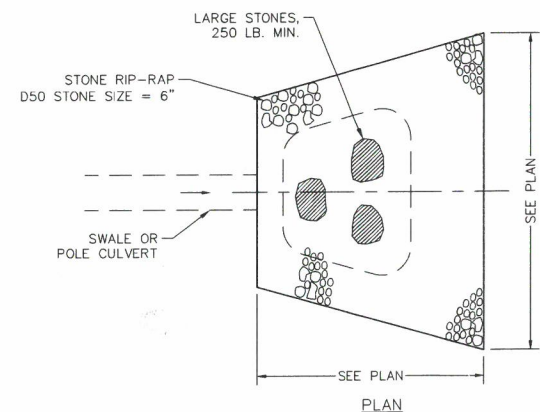 LARGE STONES,
250 LB. MIN.
STONE RIP-RAP
D50 STONE SIZE = 6"
SWALE OR
POLE CULVERT
SEE PLAN
SEE PLAN
PLAN